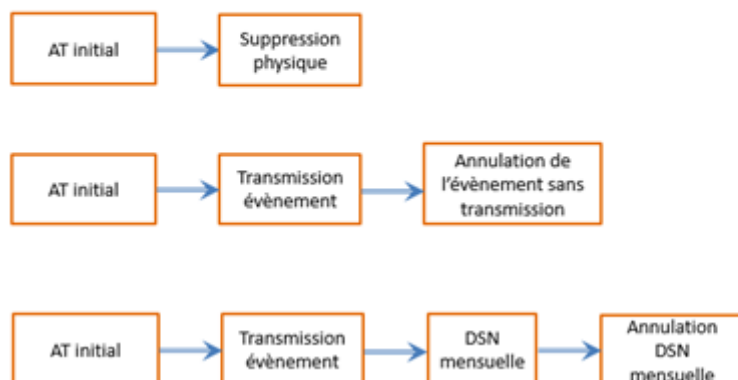 AT initial
Suppression
physique
AT initial
Transmission
évènement
Annulation de
l'évènement sans
transmission
AT initial
Transmission
évènement
DSN
mensuelle
Annulation
DSN
mensuelle